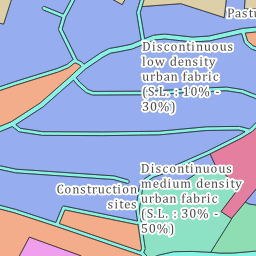 Pastu
Discontinuous
low density
urban fabric
(S.L. : 10% -
30%)
Discontinuous
medium density
urban fabric
(S.L. : 30% -
50%)
Construction
sites